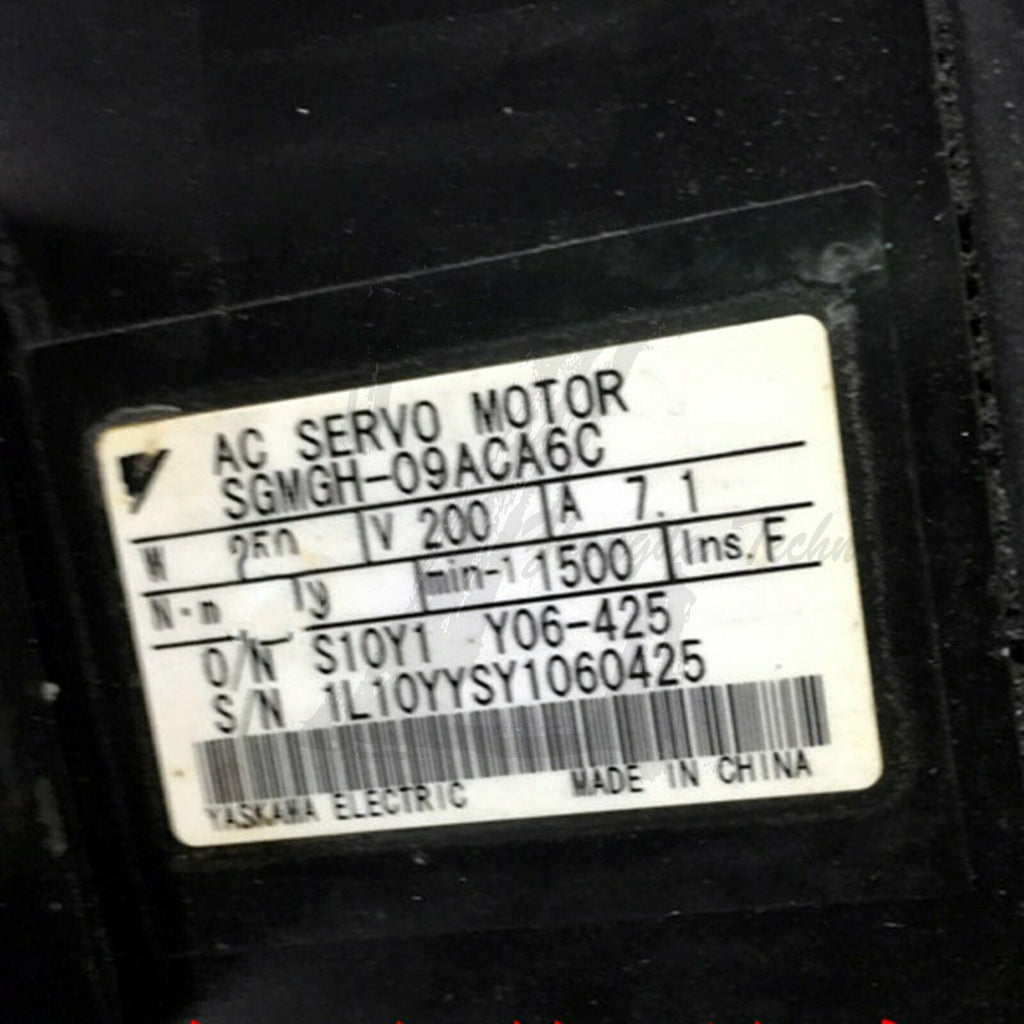 AC SERVO MOTOR
SGMGH-09ACA6C
W V 200 A 7.1
N·m min-1 1500 Ins. F
O/N S10Y1 Y06-425
S/N 1L10YYSY1060425
YASKAWA ELECTRIC MADE IN CHINA